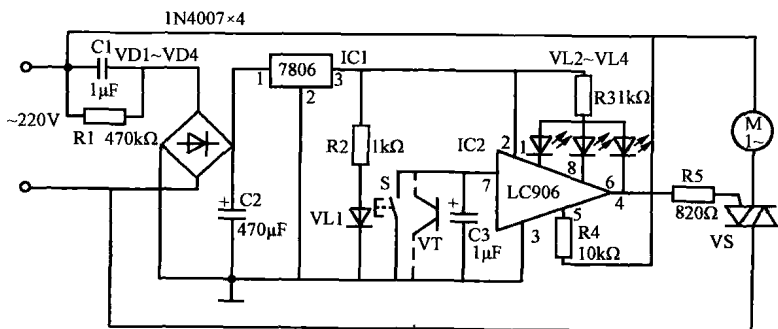 1N4007×4
C1
VD1~VD4
1μF
R1 470kΩ
~220V
1
7806
3
IC1
2
R2
1kΩ
VL1
C2
470μF
S
VT
C3
1μF
VL2~VL4
R31kΩ
IC2
2
1
8
7
LC906
6
4
5
3
R4
10kΩ
R5
820Ω
VS
M
1~